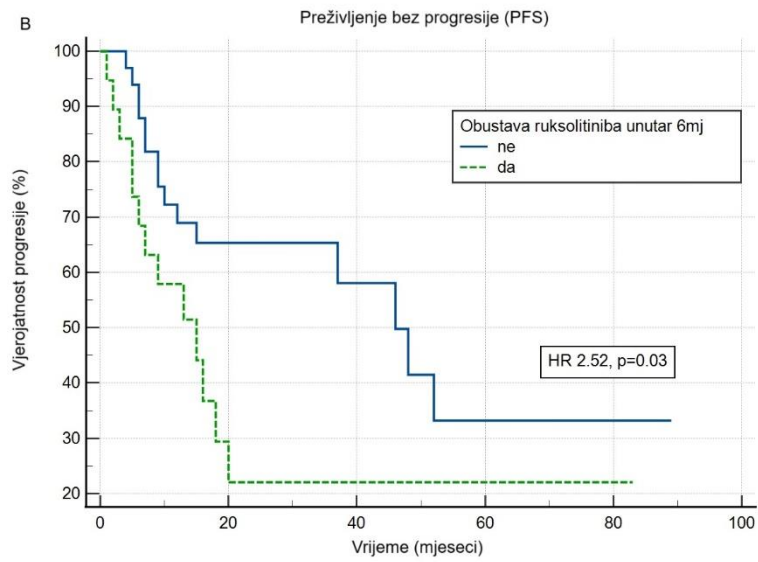 B
Preživljenje bez progresije (PFS)
Vjerojatnost progresije (%)
100
90
80
70
60
50
40
30
20
Obustava ruksolitiniba unutar 6mj
ne
da
HR 2.52, p=0.03
0 20 40 60 80 100
Vrijeme (mjeseci)